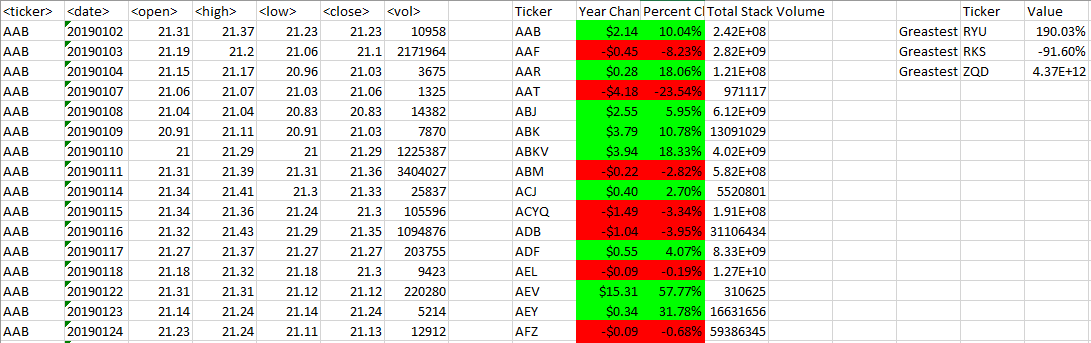 <ticker> <date> <open> <high> <low> <close> <vol> Ticker Year Chan Percent Cl Total Stack Volume Ticker Value
AAB 20190102 21.31 21.37 21.23 21.23 10958 AAB $2.14 10.04% 2.42E+08 Greatest RYU 190.03%
AAB 20190103 21.19 21.2 21.06 21.1 2171964 AAF -$0.45 -8.23% 2.82E+09 Greatest RKS -91.60%
AAB 20190104 21.15 21.17 20.96 21.03 3675 AAR $0.28 18.06% 1.21E+08 Greatest ZQD 4.37E+12
AAB 20190107 21.06 21.07 21.03 21.06 1325 AAT -$4.18 -23.54% 971117
AAB 20190108 21.04 21.04 20.83 20.83 14382 ABJ $2.55 5.95% 6.12E+09
AAB 20190109 20.91 21.11 20.91 21.03 7870 ABK $3.79 10.78% 13091029
AAB 20190110 21 21.29 21 21.29 1225387 ABKV $3.94 18.33% 4.02E+09
AAB 20190111 21.31 21.39 21.31 21.36 3404027 ABM -$0.22 -2.82% 5.82E+08
AAB 20190114 21.34 21.41 21.3 21.33 25837 ACJ $0.40 2.70% 5520801
AAB 20190115 21.34 21.36 21.24 21.3 105596 ACYQ -$1.49 -3.34% 1.91E+08
AAB 20190116 21.32 21.43 21.29 21.35 1094876 ADB -$1.04 -3.95% 31106434
AAB 20190117 21.27 21.37 21.27 21.27 203755 ADF $0.55 4.07% 8.33E+09
AAB 20190118 21.18 21.32 21.18 21.3 9423 AEL -$0.09 -0.19% 1.27E+10
AAB 20190122 21.31 21.31 21.12 21.12 220280 AEV $15.31 57.77% 310625
AAB 20190123 21.14 21.24 21.14 21.24 5214 AEY $0.34 31.78% 16631656
AAB 20190124 21.23 21.24 21.11 21.13 12912 AFZ -$0.09 -0.68% 59386345